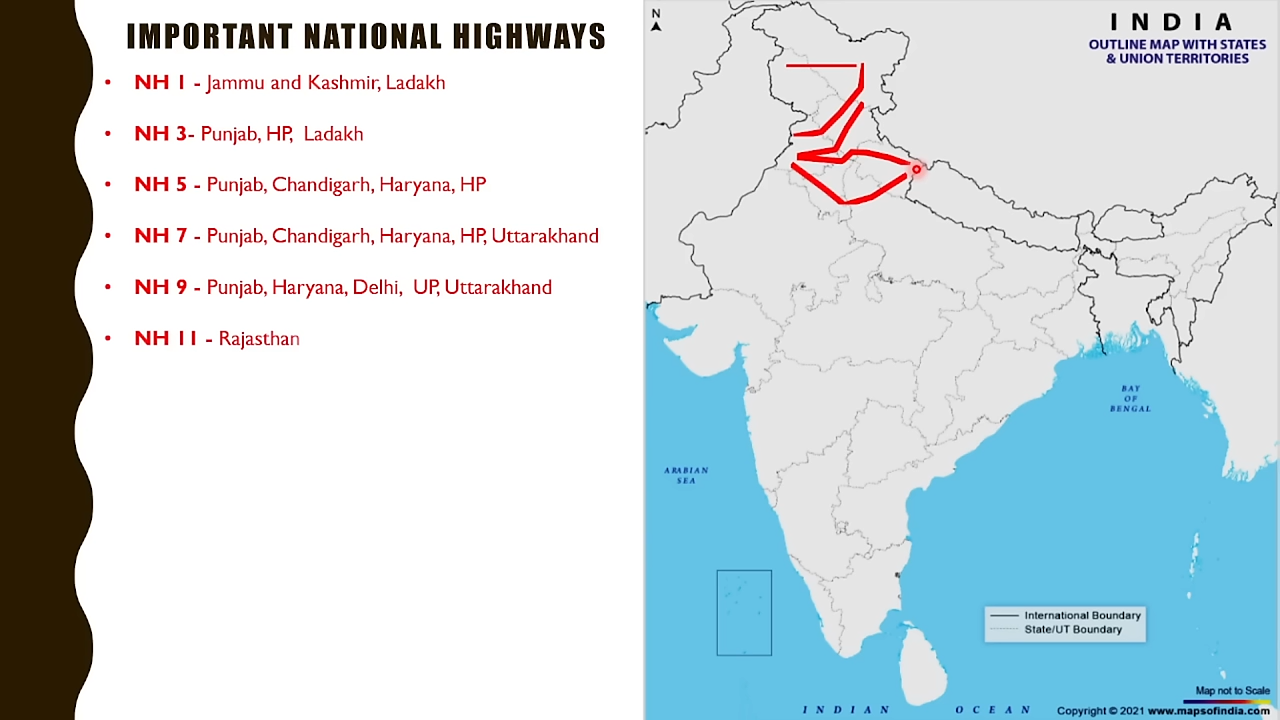 IMPORTANT NATIONAL HIGHWAYS
• NH 1 - Jammu and Kashmir, Ladakh
• NH 3- Punjab, HP, Ladakh
• NH 5 - Punjab, Chandigarh, Haryana, HP
• NH 7 - Punjab, Chandigarh, Haryana, HP, Uttarakhand
• NH 9 - Punjab, Haryana, Delhi, UP, Uttarakhand
• NH 11 - Rajasthan
N
INDIA
OUTLINE MAP WITH STATES
& UNION TERRITORIES
BAY
OF
BENGAL
ARABIAN
SEA
International Boundary
State/UT Boundary
Map not to Scale
INDIAN OCEAN
Copyright © 2021 www.mapsofindia.com